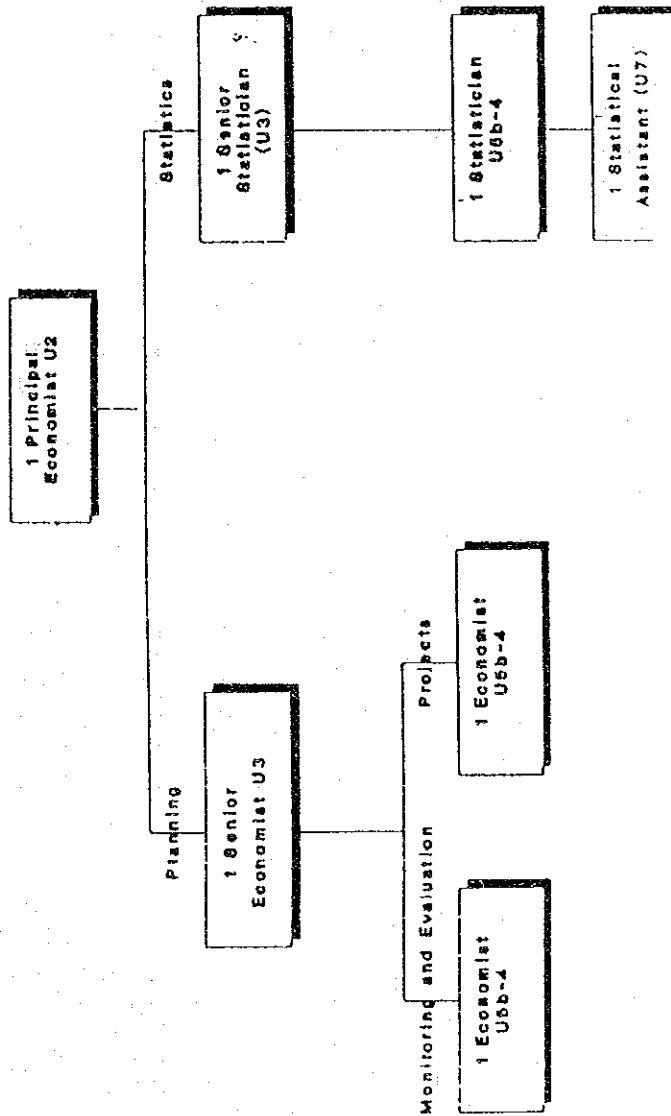 1 Principal
Economist U2
Planning
Statistics
1 Senior
Economist U3
1 Senior
Statistician
(U3)
Monitoring and Evaluation
Projects
1 Economist
U5b-4
1 Economist
U5b-4
1 Statistician
U5b-4
1 Statistical
Assistant (U7)